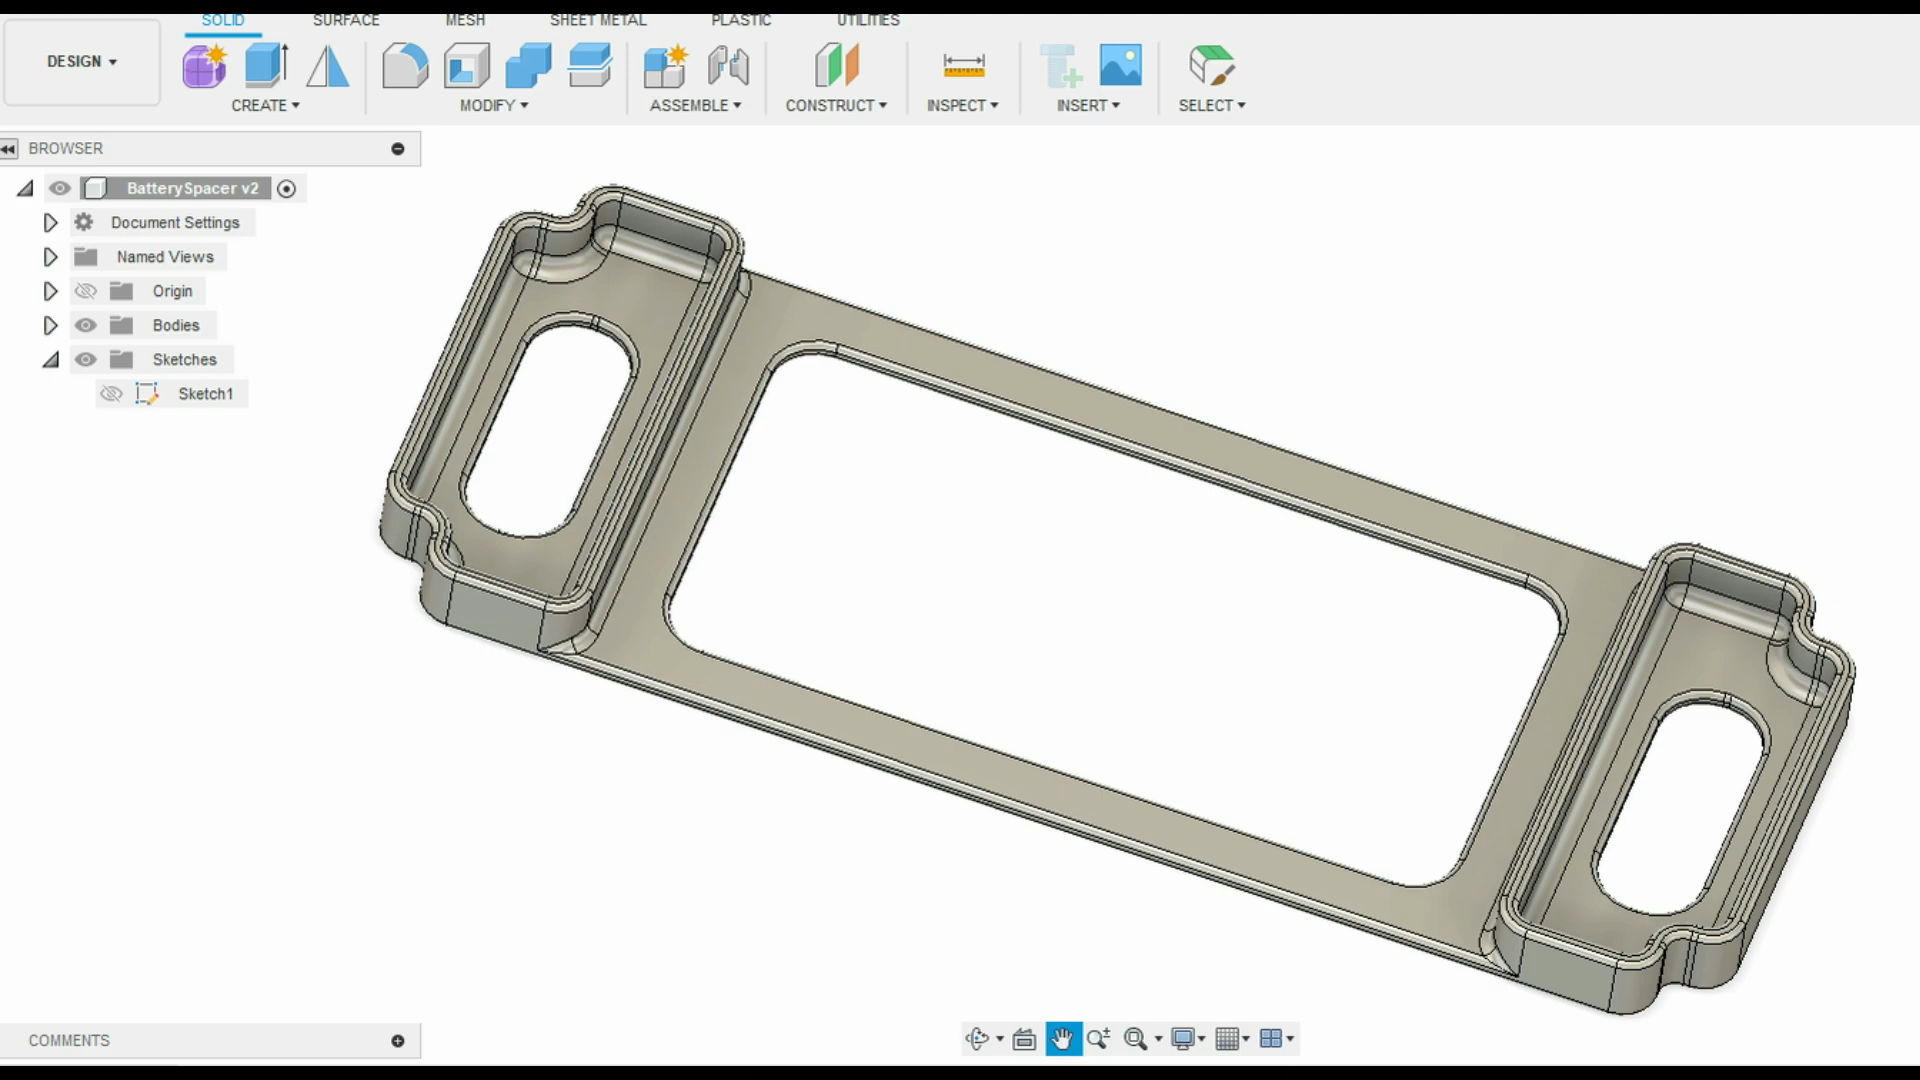 SOLID SURFACE MESH SHEET METAL PLASTIC UTILITIES
DESIGN
CREATE MODIFY ASSEMBLE CONSTRUCT INSPECT INSERT SELECT
BROWSER
BatterySpacer v2
Document Settings
Named Views
Origin
Bodies
Sketches
Sketch1
COMMENTS